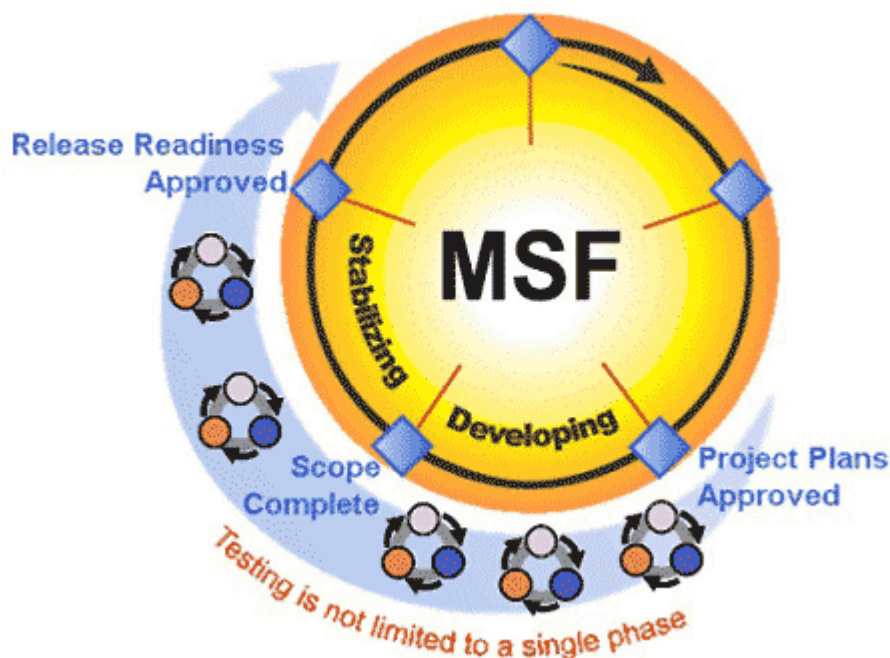 Release Readiness
Approved
MSF
Stabilizing
Developing
Scope
Complete
Project Plans
Approved
Testing is not limited to a single phase